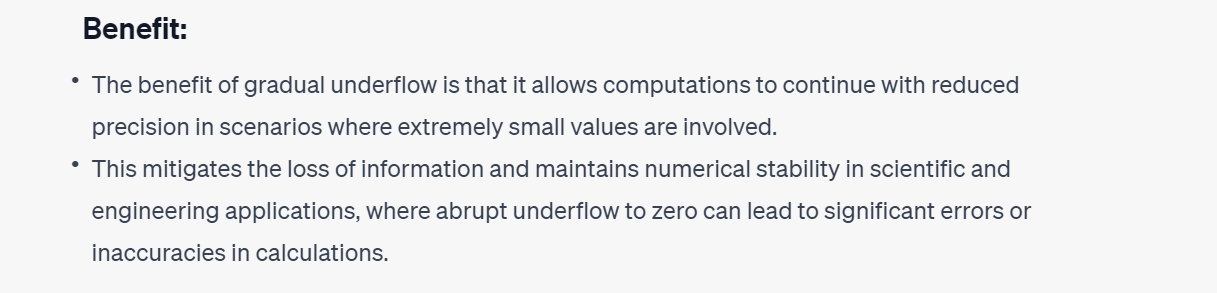 Benefit:
• The benefit of gradual underflow is that it allows computations to continue with reduced
precision in scenarios where extremely small values are involved.
• This mitigates the loss of information and maintains numerical stability in scientific and
engineering applications, where abrupt underflow to zero can lead to significant errors or
inaccuracies in calculations.